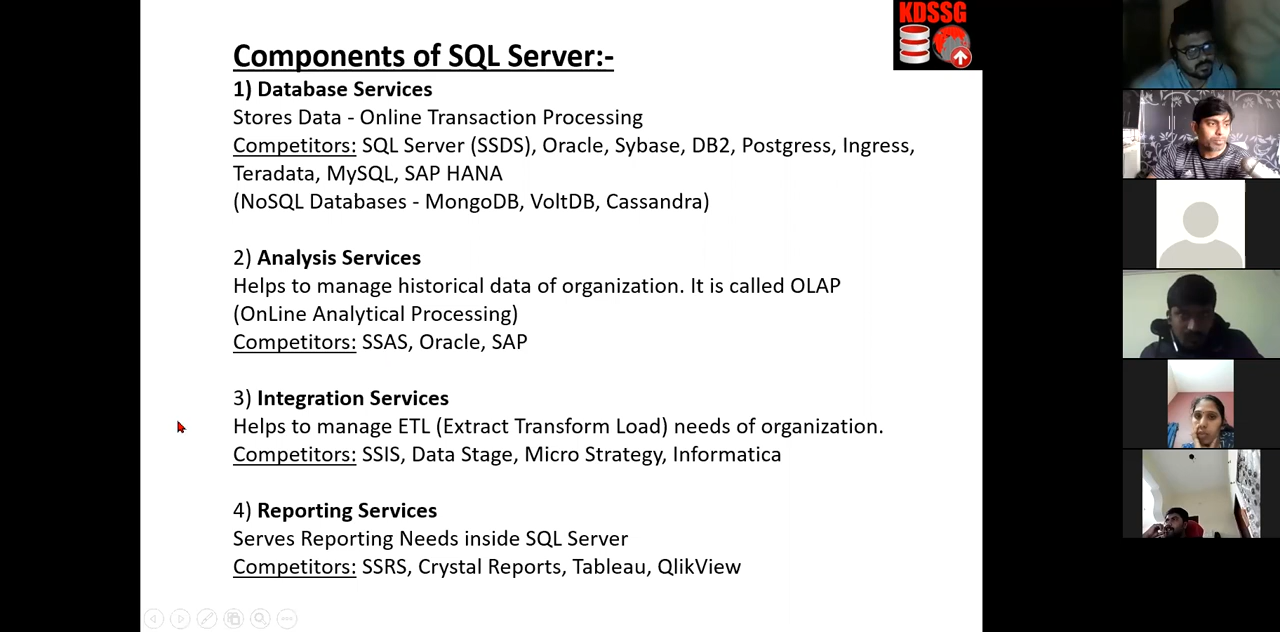 KDSSG
Components of SQL Server:-
1) Database Services
Stores Data - Online Transaction Processing
Competitors: SQL Server (SSDS), Oracle, Sybase, DB2, Postgress, Ingress,
Teradata, MySQL, SAP HANA
(NoSQL Databases - MongoDB, VoltDB, Cassandra)
2) Analysis Services
Helps to manage historical data of organization. It is called OLAP
(OnLine Analytical Processing)
Competitors: SSAS, Oracle, SAP
3) Integration Services
Helps to manage ETL (Extract Transform Load) needs of organization.
Competitors: SSIS, Data Stage, Micro Strategy, Informatica
4) Reporting Services
Serves Reporting Needs inside SQL Server
Competitors: SSRS, Crystal Reports, Tableau, QlikView